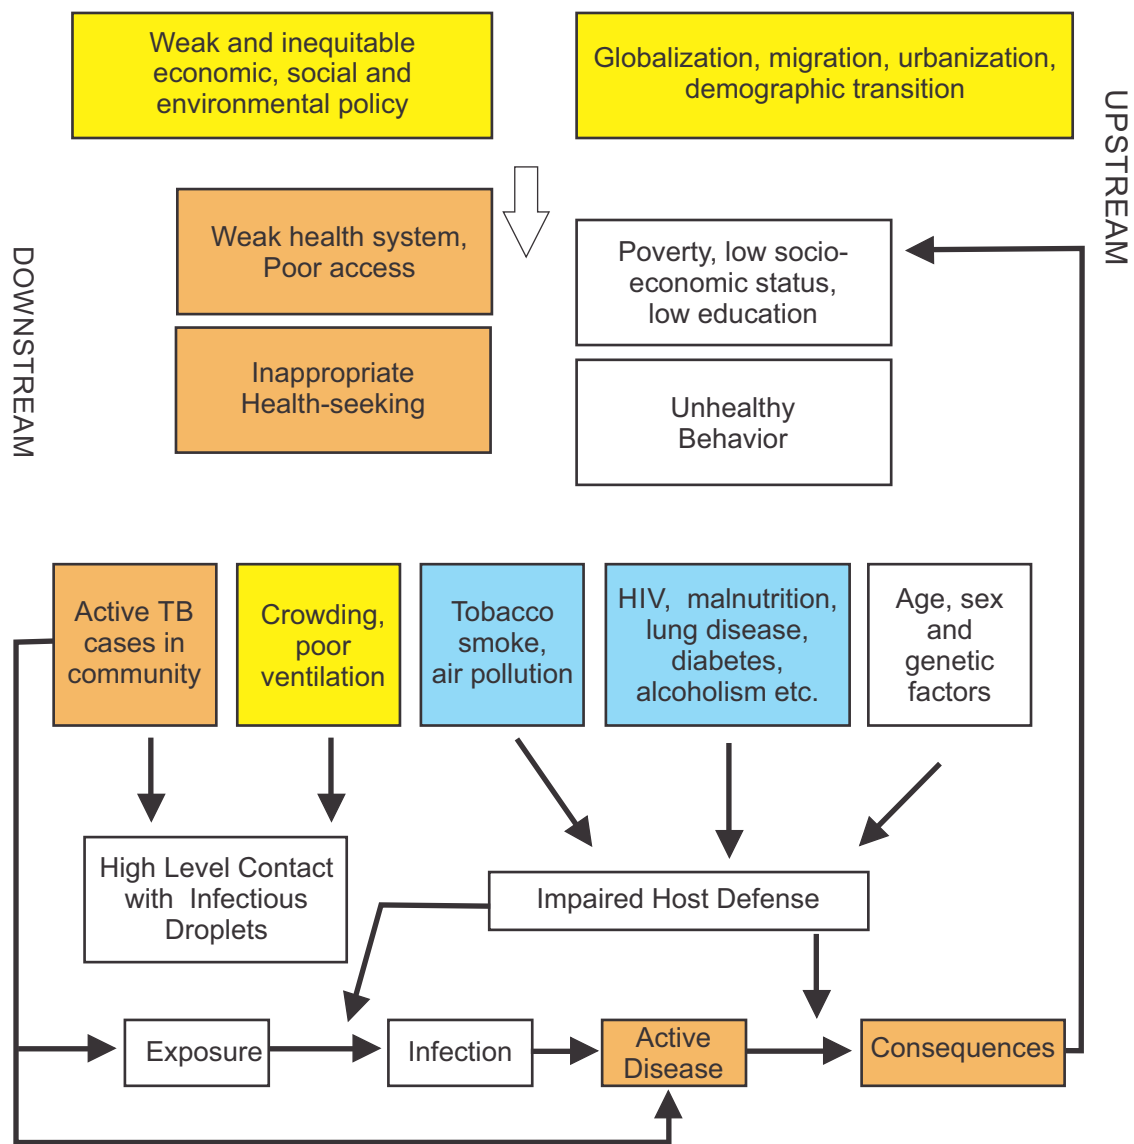 Weak and inequitable
economic, social and
environmental policy
Globalization, migration, urbanization,
demographic transition
UPSTREAM
DOWNSTREAM
Weak health system,
Poor access
Poverty, low socio-
economic status,
low education
Inappropriate
Health-seeking
Unhealthy
Behavior
Active TB
cases in
community
Crowding,
poor
ventilation
Tobacco
smoke,
air pollution
HIV, malnutrition,
lung disease,
diabetes,
alcoholism etc.
Age, sex
and
genetic
factors
High Level Contact
with Infectious
Droplets
Impaired Host Defense
Exposure
Infection
Active
Disease
Consequences